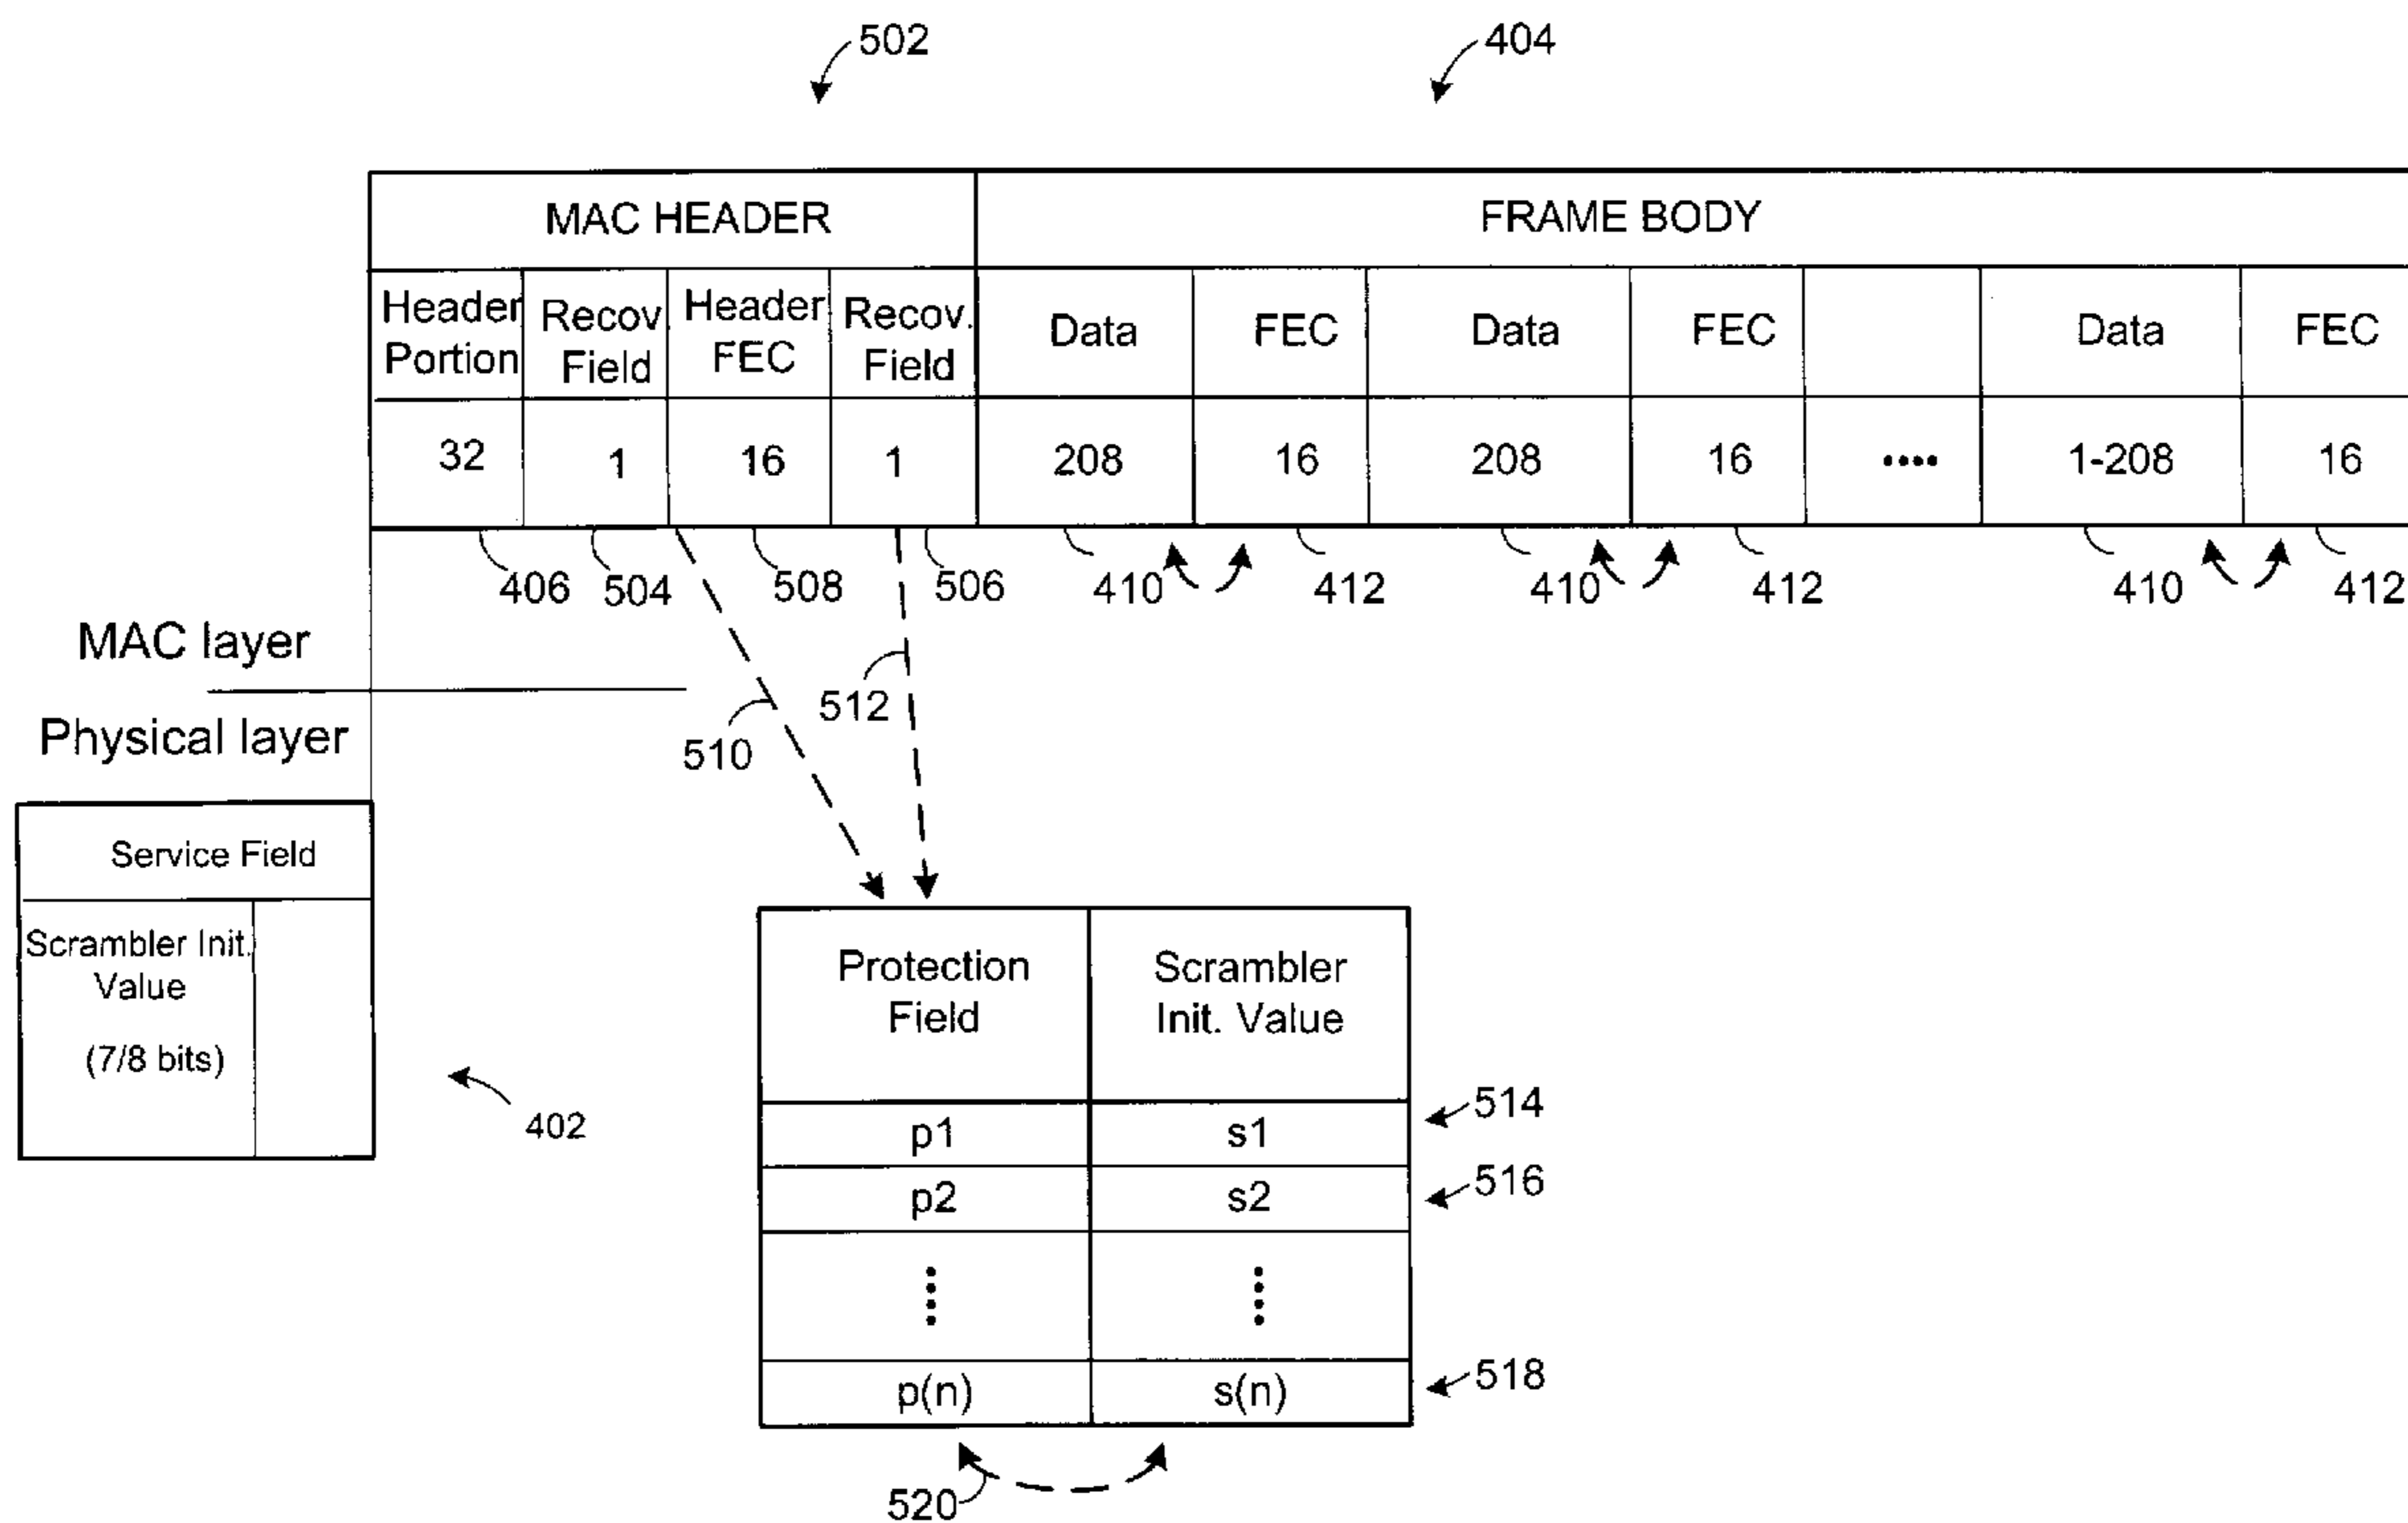 502
404
MAC HEADER
FRAME BODY
Header Portion
Recov Field
Header FEC
Recov. Field
Data
FEC
Data
FEC
Data
FEC
32
1
16
1
208
16
208
16
....
1-208
16
406
504
508
506
410
412
410
412
410
412
MAC layer
Physical layer
510
512
Service Field
Scrambler Init.
Value
(7/8 bits)
402
Protection
Field
Scrambler
Init. Value
p1
s1
514
p2
s2
516
p(n)
s(n)
518
520